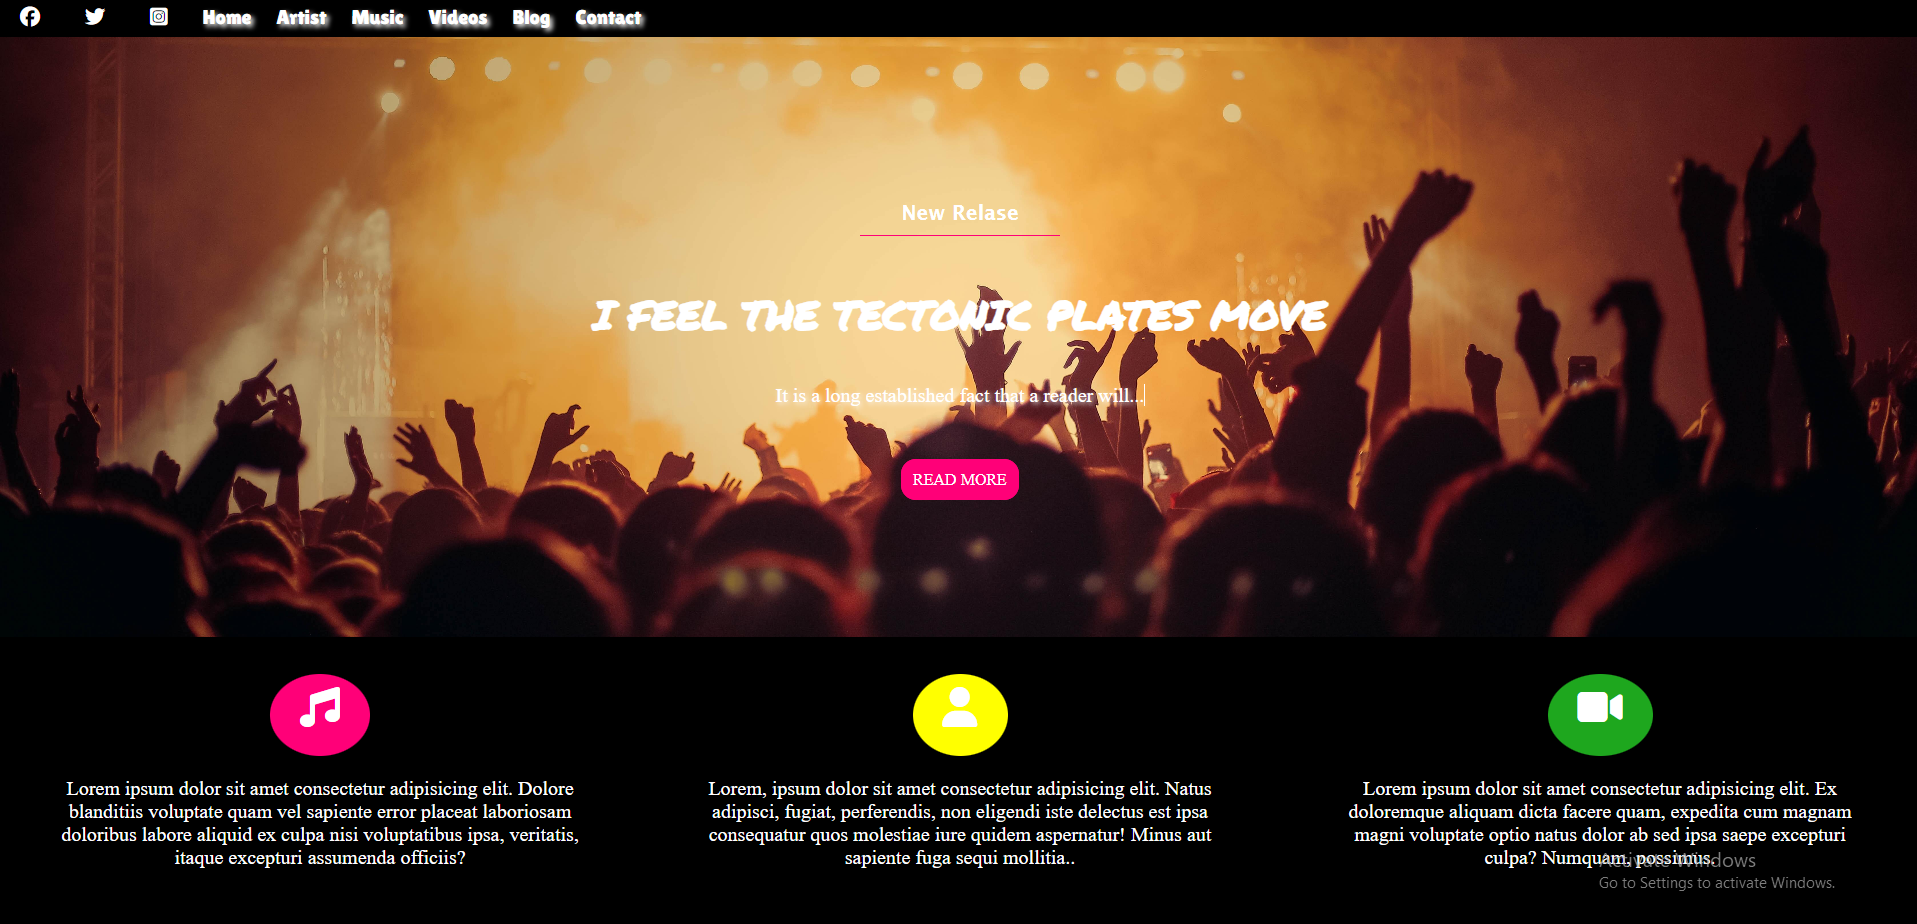 Home Artist Music Videos Blog Contact
New Relase
I FEEL THE TECTONIC PLATES MOVE
It is a long established fact that a reader will...
READ MORE
Lorem ipsum dolor sit amet consectetur adipisicing elit. Dolore
blanditiis voluptate quam vel sapiente error placeat laboriosam
doloribus labore aliquid ex culpa nisi voluptatibus ipsa, veritatis,
itaque excepturi assumenda officiis?
Lorem, ipsum dolor sit amet consectetur adipisicing elit. Natus
adipisci, fugiat, perferendis, non eligendi iste delectus est ipsa
consequatur quos molestiae iure quidem aspernatur! Minus aut
sapiente fuga sequi mollitia..
Lorem ipsum dolor sit amet consectetur adipisicing elit. Ex
doloremque aliquam dicta facere quam, expedita cum magnam
magni voluptate optio natus dolor ab sed ipsa saepe excepturi
culpa? Numquam, possimus.
Activate Windows
Go to Settings to activate Windows.